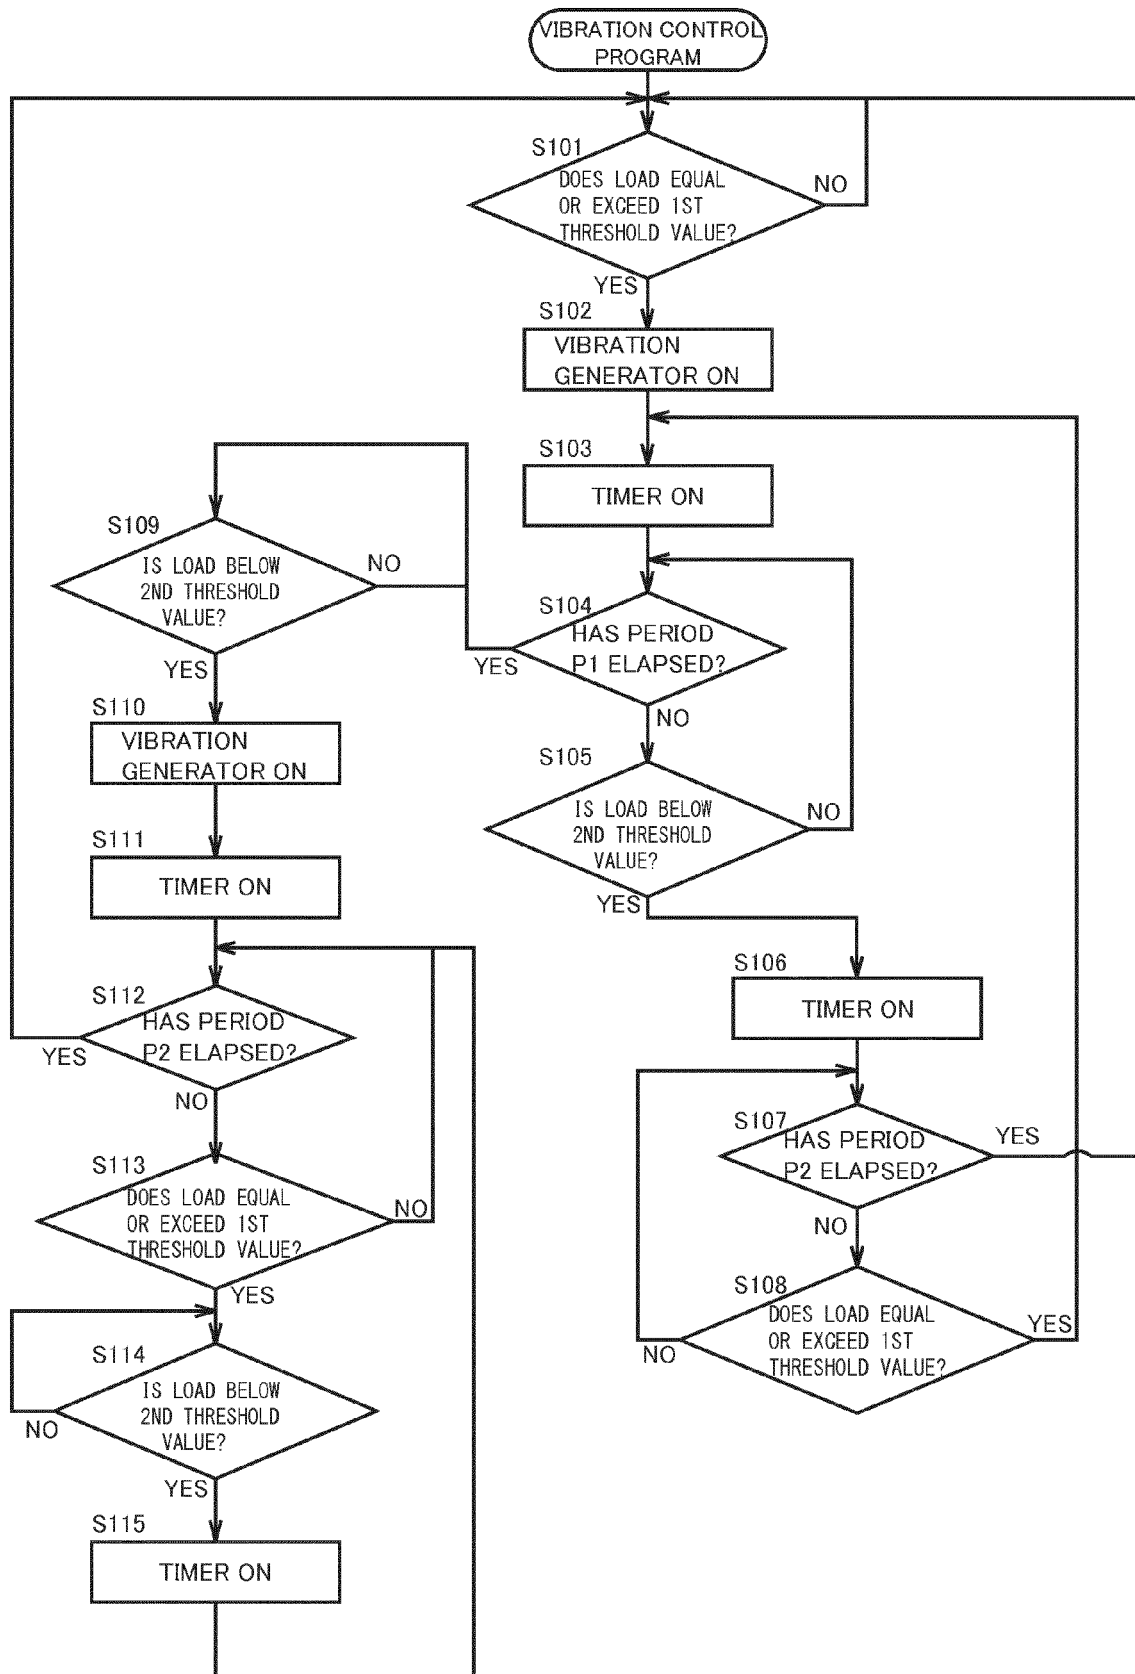 VIBRATION CONTROL
PROGRAM
S101
DOES LOAD EQUAL
OR EXCEED 1ST
THRESHOLD VALUE?
NO
YES
S102
VIBRATION
GENERATOR ON
S103
TIMER ON
S104
HAS PERIOD
P1 ELAPSED?
YES
NO
S105
IS LOAD BELOW
2ND THRESHOLD
VALUE?
NO
YES
S106
TIMER ON
S107
HAS PERIOD
P2 ELAPSED?
YES
NO
S108
DOES LOAD EQUAL
OR EXCEED 1ST
THRESHOLD VALUE?
YES
NO
S109
IS LOAD BELOW
2ND THRESHOLD
VALUE?
NO
YES
S110
VIBRATION
GENERATOR ON
S111
TIMER ON
S112
HAS PERIOD
P2 ELAPSED?
YES
NO
S113
DOES LOAD EQUAL
OR EXCEED 1ST
THRESHOLD VALUE?
NO
YES
S114
IS LOAD BELOW
2ND THRESHOLD
VALUE?
NO
YES
S115
TIMER ON